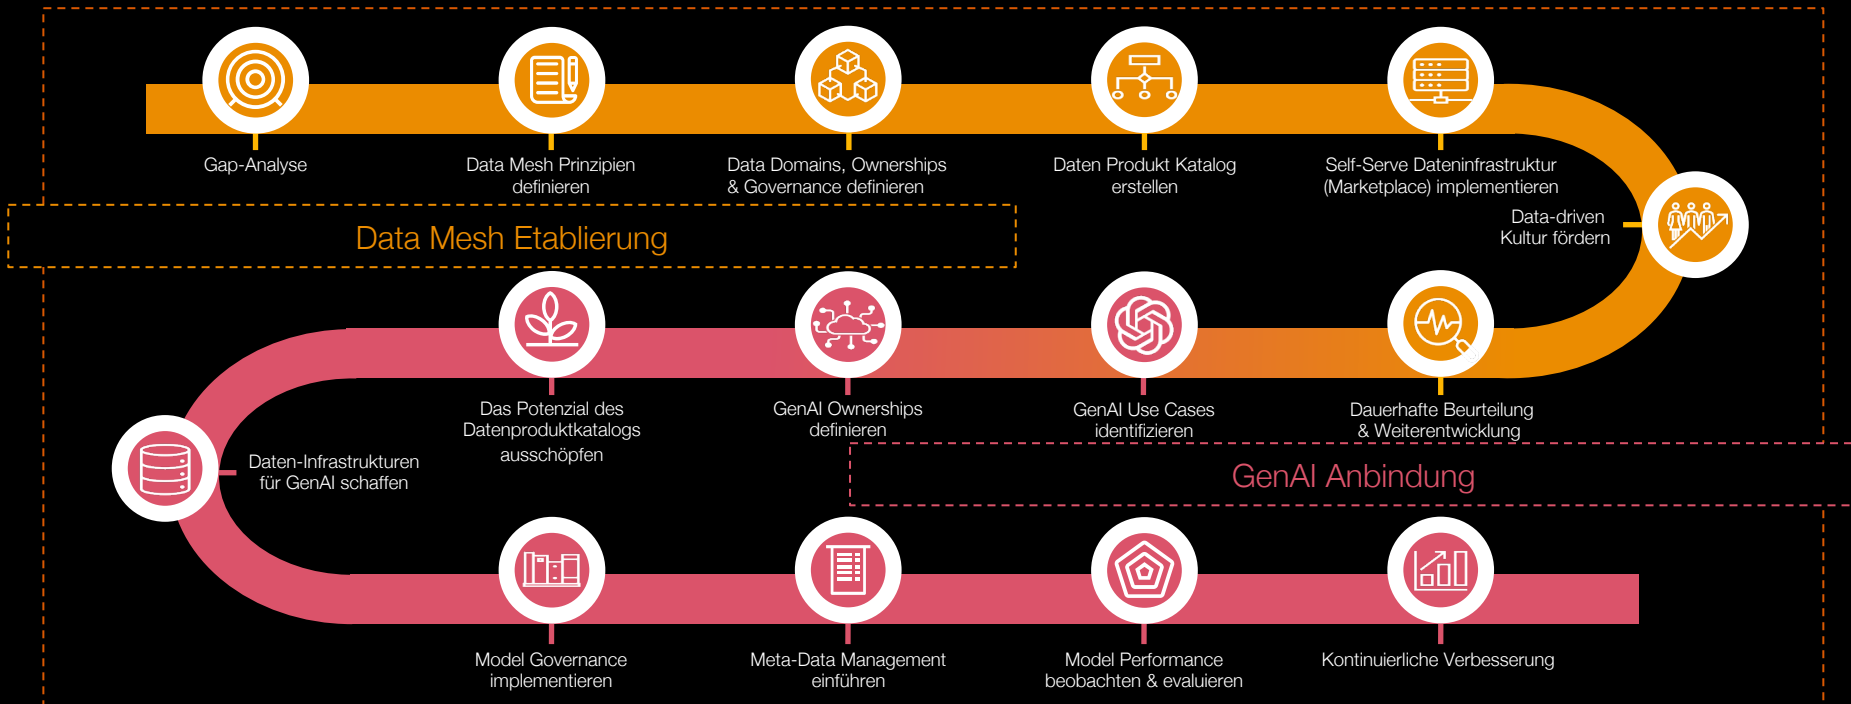 Gap-Analyse
Data Mesh Prinzipien
definieren
Data Domains, Ownerships
& Governance definieren
Daten Produkt Katalog
erstellen
Self-Serve Dateninfrastruktur
(Marketplace) implementieren
Data-driven
Kultur fördern
Data Mesh Etablierung
Dauerhafte Beurteilung
& Weiterentwicklung
GenAI Use Cases
identifizieren
GenAI Ownerships
definieren
Das Potenzial des
Datenproduktkatalogs
ausschöpfen
GenAI Anbindung
Daten-Infrastrukturen
für GenAI schaffen
Model Governance
implementieren
Meta-Data Management
einführen
Model Performance
beobachten & evaluieren
Kontinuierliche Verbesserung